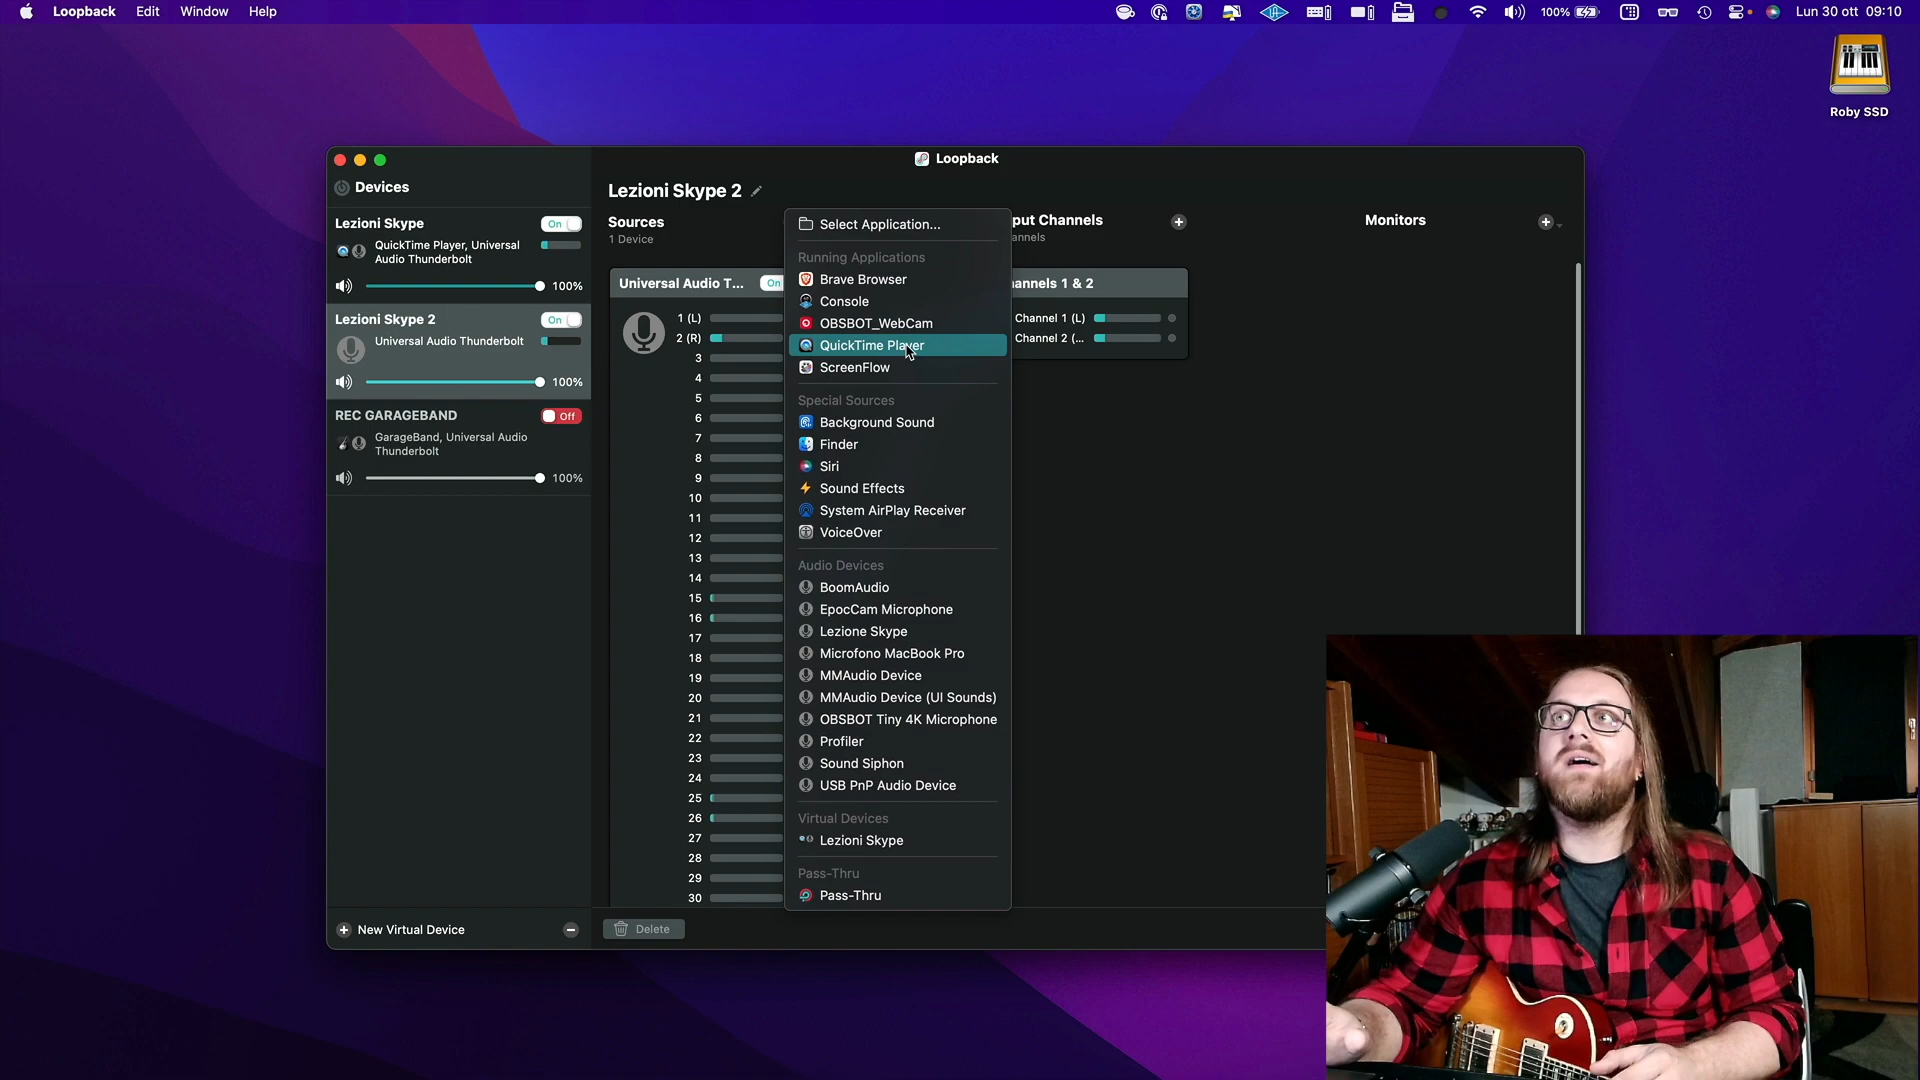 Loopback Edit Window Help
100% Lun 30 ott 09:10
Roby SSD
Loopback
Devices
Lezioni Skype On
QuickTime Player, Universal
Audio Thunderbolt
100%
Lezioni Skype 2 On
Universal Audio Thunderbolt
100%
REC GARAGEBAND Off
GarageBand, Universal Audio
Thunderbolt
100%
New Virtual Device
Lezioni Skype 2
Sources
1 Device
Universal Audio T... On
1 (L)
2 (R)
3
4
5
6
7
8
9
10
11
12
13
14
15
16
17
18
19
20
21
22
23
24
25
26
27
28
29
30
Delete
Select Application...
Running Applications
Brave Browser
Console
OBSBOT_WebCam
QuickTime Player
ScreenFlow
Special Sources
Background Sound
Finder
Siri
Sound Effects
System AirPlay Receiver
VoiceOver
Audio Devices
BoomAudio
EpocCam Microphone
Lezione Skype
Microfono MacBook Pro
MMAudio Device
MMAudio Device (UI Sounds)
OBSBOT Tiny 4K Microphone
Profiler
Sound Siphon
USB PnP Audio Device
Virtual Devices
Lezioni Skype
Pass-Thru
Pass-Thru
put Channels
annels
annels 1 & 2
Channel 1 (L)
Channel 2 (...
Monitors